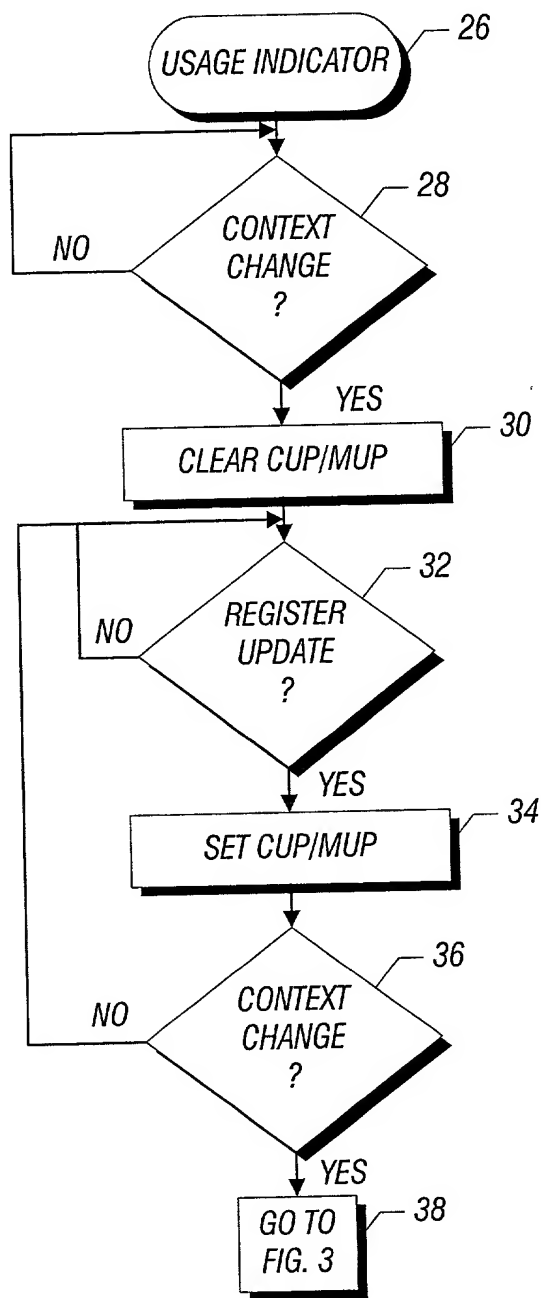 USAGE INDICATOR
26
28
CONTEXT
CHANGE
?
NO
YES
30
CLEAR CUP/MUP
32
REGISTER
UPDATE
?
NO
YES
34
SET CUP/MUP
36
CONTEXT
CHANGE
?
NO
YES
38
GO TO
FIG. 3